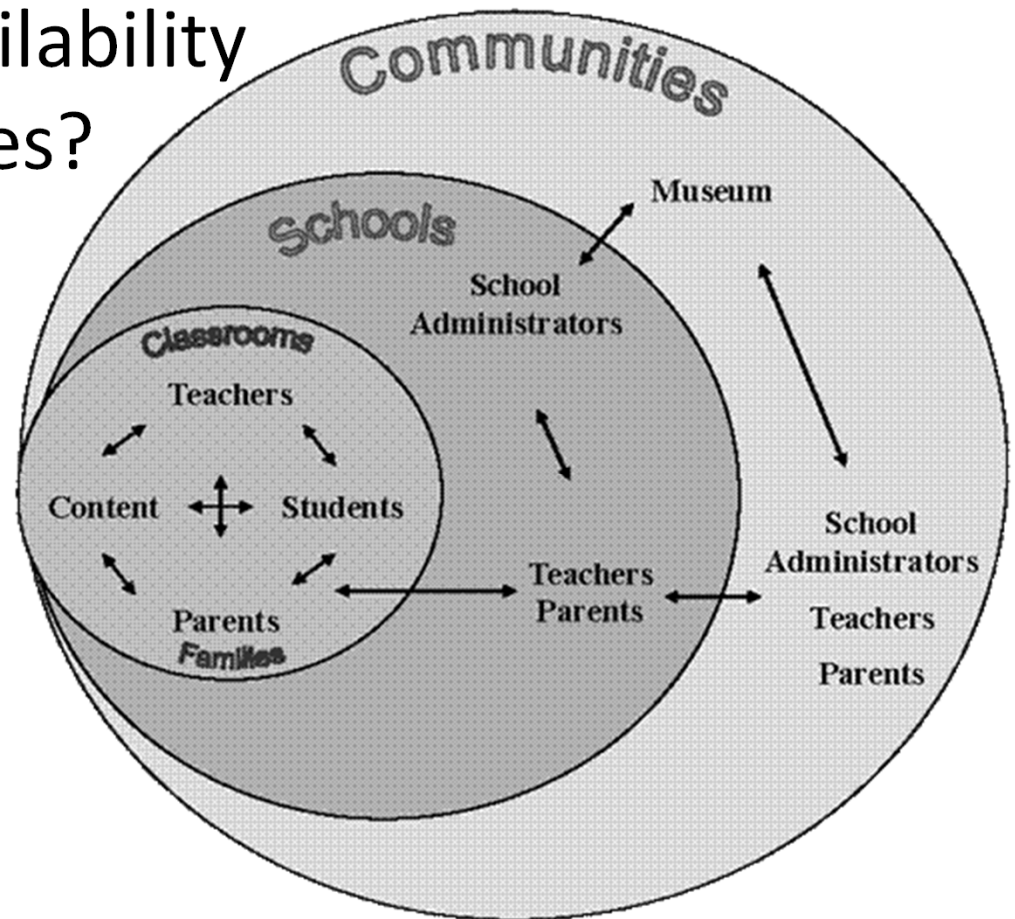 ilability
es?
Communities
Museum
Schools
School
Administrators
Classrooms
Teachers
Content
Students
Parents
Families
Teachers
Parents
School
Administrators
Teachers
Parents